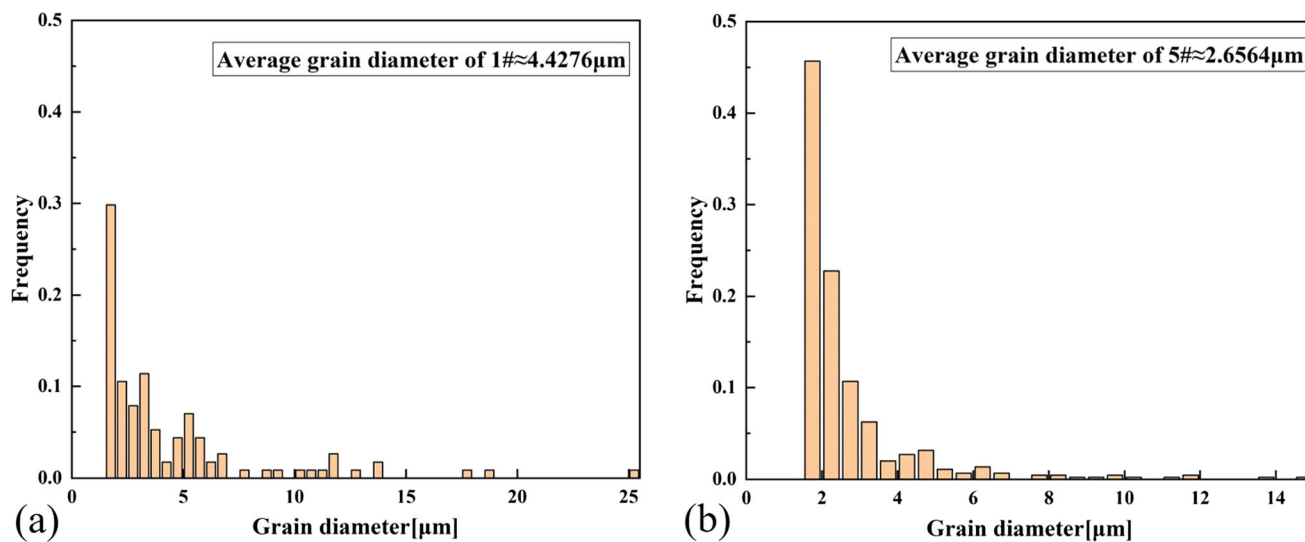 0.5
Average grain diameter of 1#≈4.4276μm
0.4
0.3
0.2
0.1
0.0
Frequency
0 5 10 15 20 25
Grain diameter[μm]
(a)
0.5
Average grain diameter of 5#≈2.6564μm
0.4
0.3
0.2
0.1
0.0
Frequency
0 2 4 6 8 10 12 14
Grain diameter[μm]
(b)